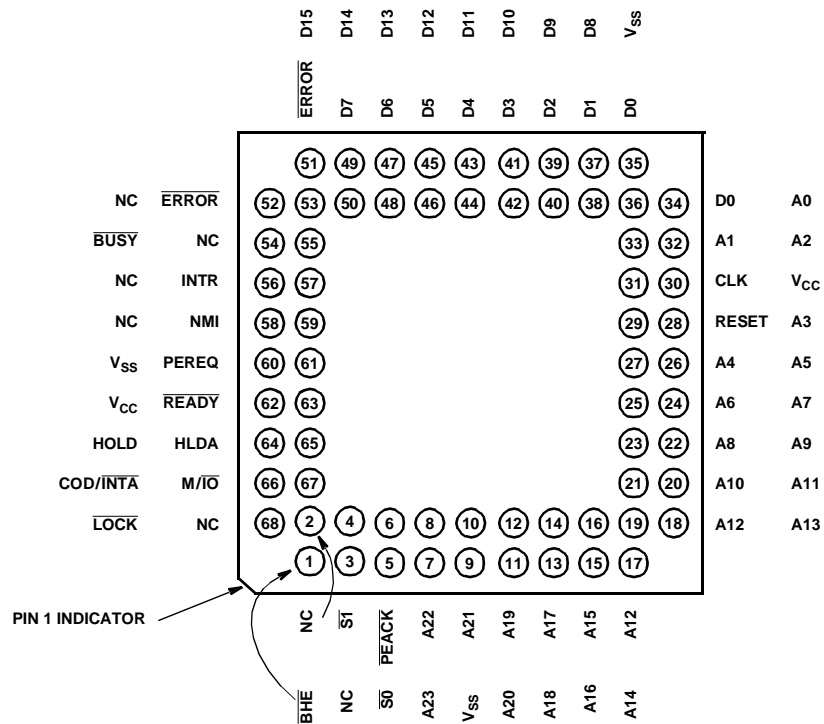 D15 D14 D13 D12 D11 D10 D9 D8 VSS
ERROR D7 D6 D5 D4 D3 D2 D1 D0
51 49 47 45 43 41 39 37 35
NC ERROR 52 53 50 48 46 44 42 40 38 36 34 D0 A0
BUSY NC 54 55 33 32 A1 A2
NC INTR 56 57 31 30 CLK VCC
NC NMI 58 59 29 28 RESET A3
VSS PEREQ 60 61 27 26 A4 A5
VCC READY 62 63 25 24 A6 A7
HOLD HLDA 64 65 23 22 A8 A9
COD/INTA M/IO 66 67 21 20 A10 A11
LOCK NC 68 2 4 6 8 10 12 14 16 19 18 A12 A13
1 3 5 7 9 11 13 15 17
PIN 1 INDICATOR
NC S1 PEACK A22 A21 A19 A17 A15 A12
BHE NC S0 A23 VSS A20 A18 A16 A14